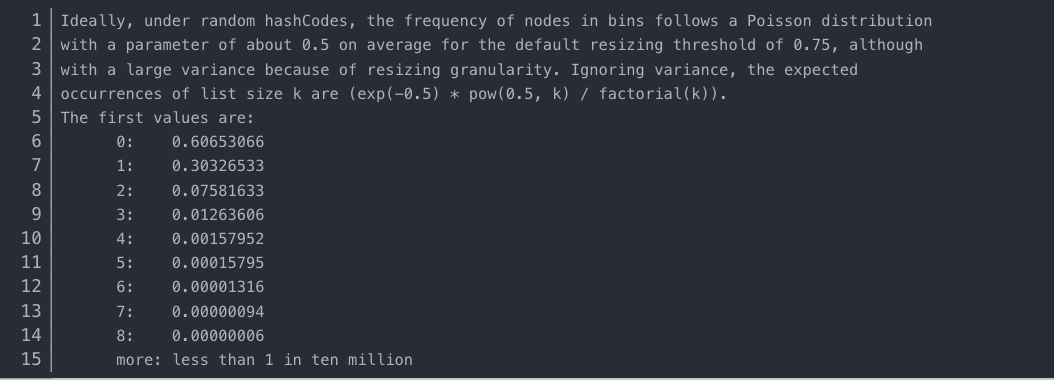 1 Ideally, under random hashCodes, the frequency of nodes in bins follows a Poisson distribution
2 with a parameter of about 0.5 on average for the default resizing threshold of 0.75, although
3 with a large variance because of resizing granularity. Ignoring variance, the expected
4 occurrences of list size k are (exp(-0.5) * pow(0.5, k) / factorial(k)).
5 The first values are:
6 0: 0.60653066
7 1: 0.30326533
8 2: 0.07581633
9 3: 0.01263606
10 4: 0.00157952
11 5: 0.00015795
12 6: 0.00001316
13 7: 0.00000094
14 8: 0.00000006
15 more: less than 1 in ten million